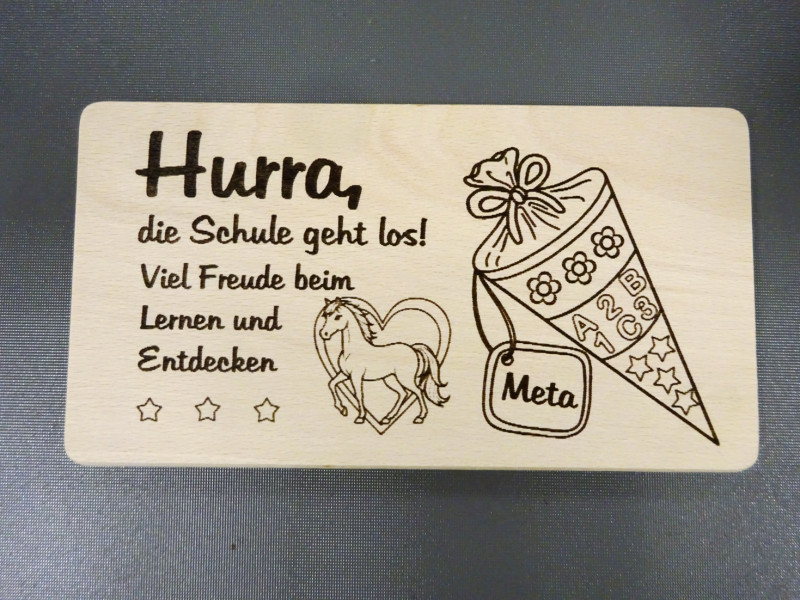 Hurra,
die Schule geht los!
Viel Freude beim
Lernen und
Entdecken
A 2 B
1 C 3
Meta